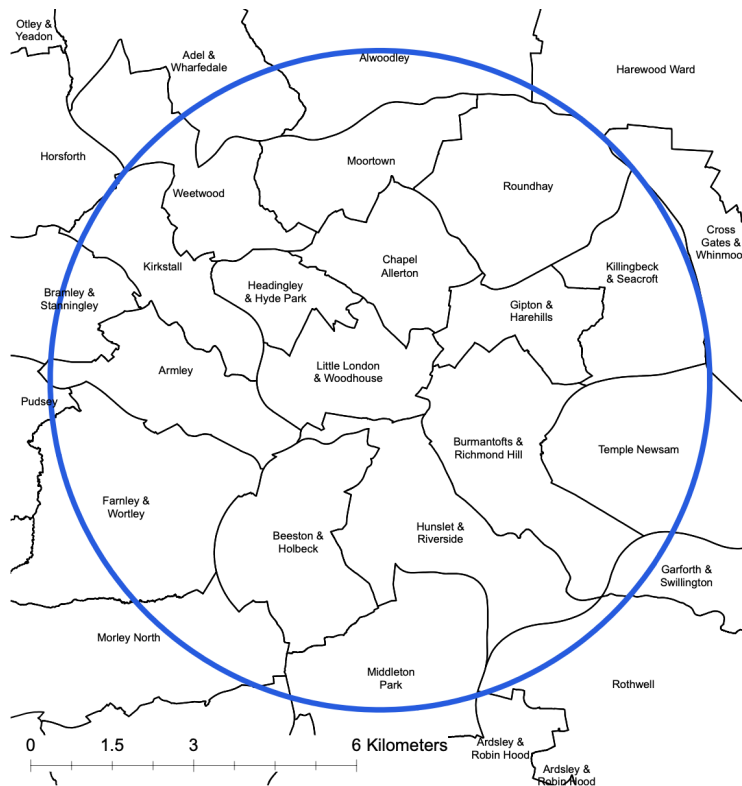 Otley &
Yeadon
Adel &
Wharfedale
Alwoodley
Harewood Ward
Horsforth
Moortown
Roundhay
Weetwood
Cross
Gates &
Whinmoo
Kirkstall
Chapel
Allerton
Killingbeck
& Seacroft
Headingley
& Hyde Park
Bramley &
Stanningley
Gipton &
Harehills
Armley
Little London
& Woodhouse
Pudsey
Burmantofts &
Richmond Hill
Temple Newsam
Farnley &
Wortley
Beeston &
Holbeck
Hunslet &
Riverside
Garforth &
Swillington
Morley North
Middleton
Park
Rothwell
0 1.5 3 6 Kilometers
Ardsley &
Robin Hood
Ardsley &
Robin Hood